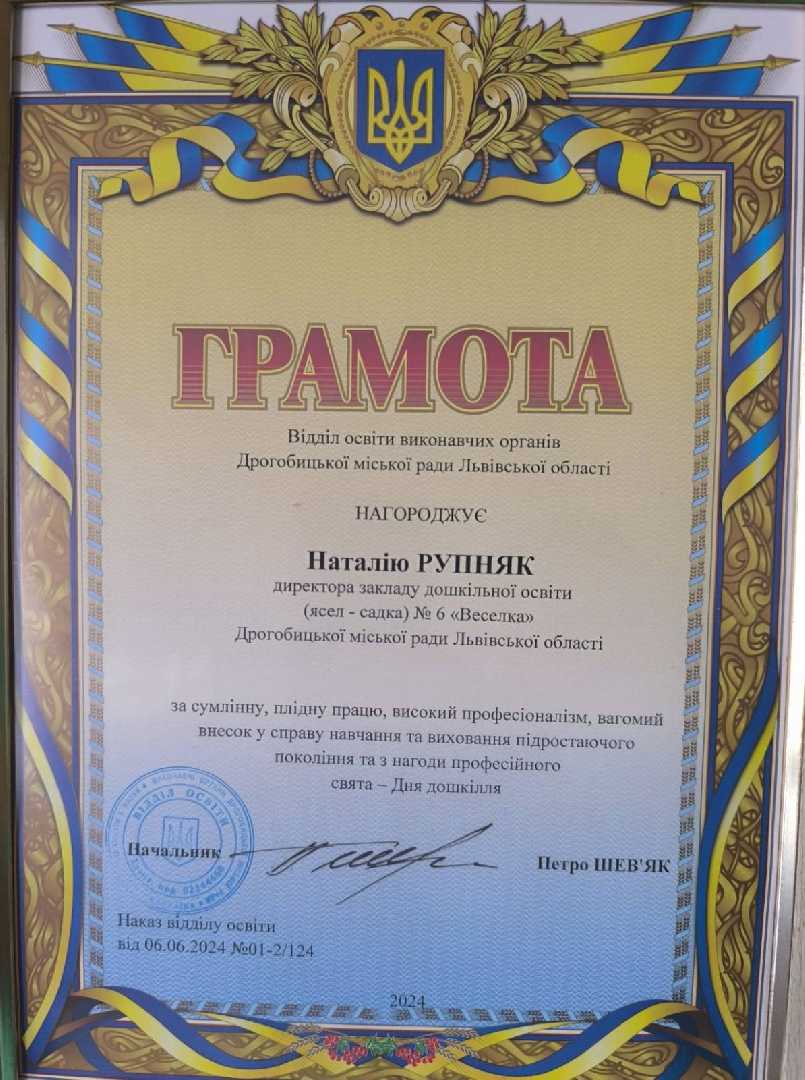 ГРАМОТА
Відділ освіти виконавчих органів
Дрогобицької міської ради Львівської області
НАГОРОДЖУЄ
Наталію РУПНЯК
директора закладу дошкільної освіти
(ясел - садка) № 6 «Веселка»
Дрогобицької міської ради Львівської області
за сумлінну, плідну працю, високий професіоналізм, вагомий
внесок у справу навчання та виховання підростаючого
покоління та з нагоди професійного
свята – Дня дошкілля
ВІДДІЛ ОСВІТИ
Начальник
Петро ШЕВ'ЯК
Наказ відділу освіти
від 06.06.2024 №01-2/124
2024